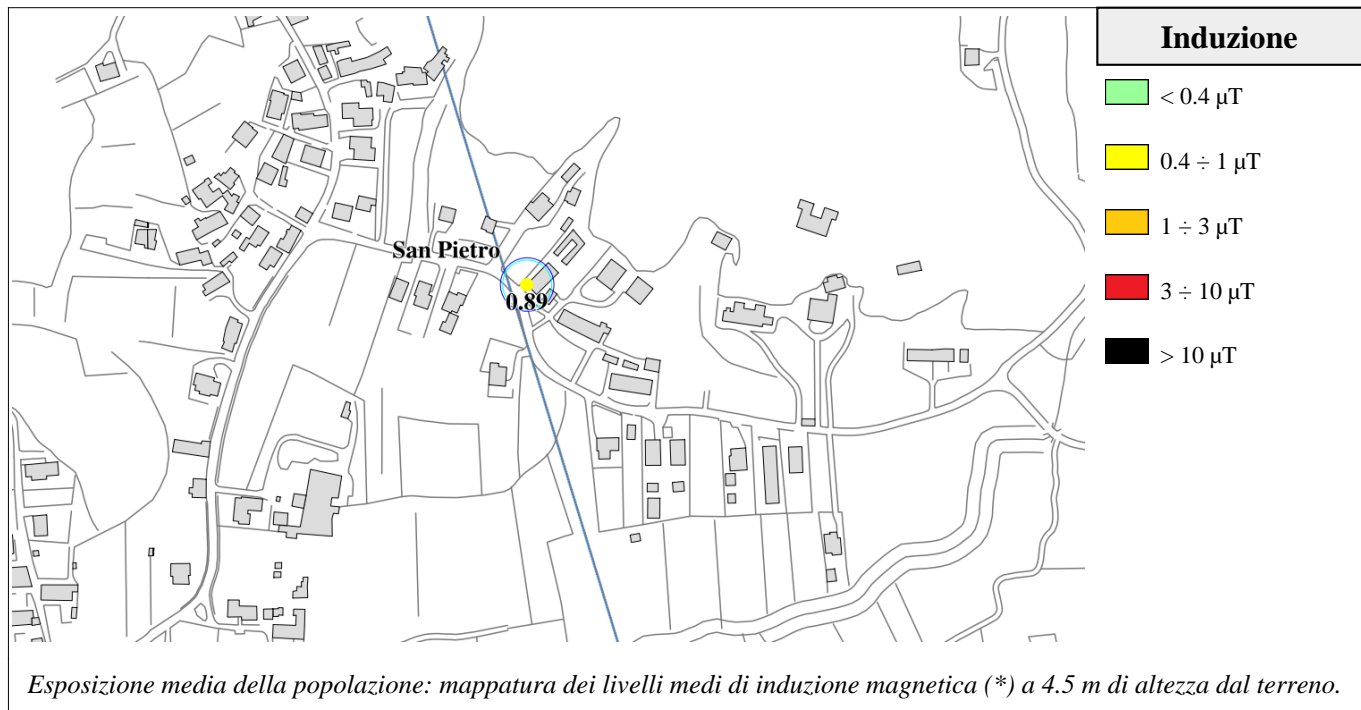 Induzione
< 0.4 µT
0.4 ÷ 1 µT
1 ÷ 3 µT
3 ÷ 10 µT
> 10 µT
San Pietro
0.89
Esposizione media della popolazione: mappatura dei livelli medi di induzione magnetica (*) a 4.5 m di altezza dal terreno.